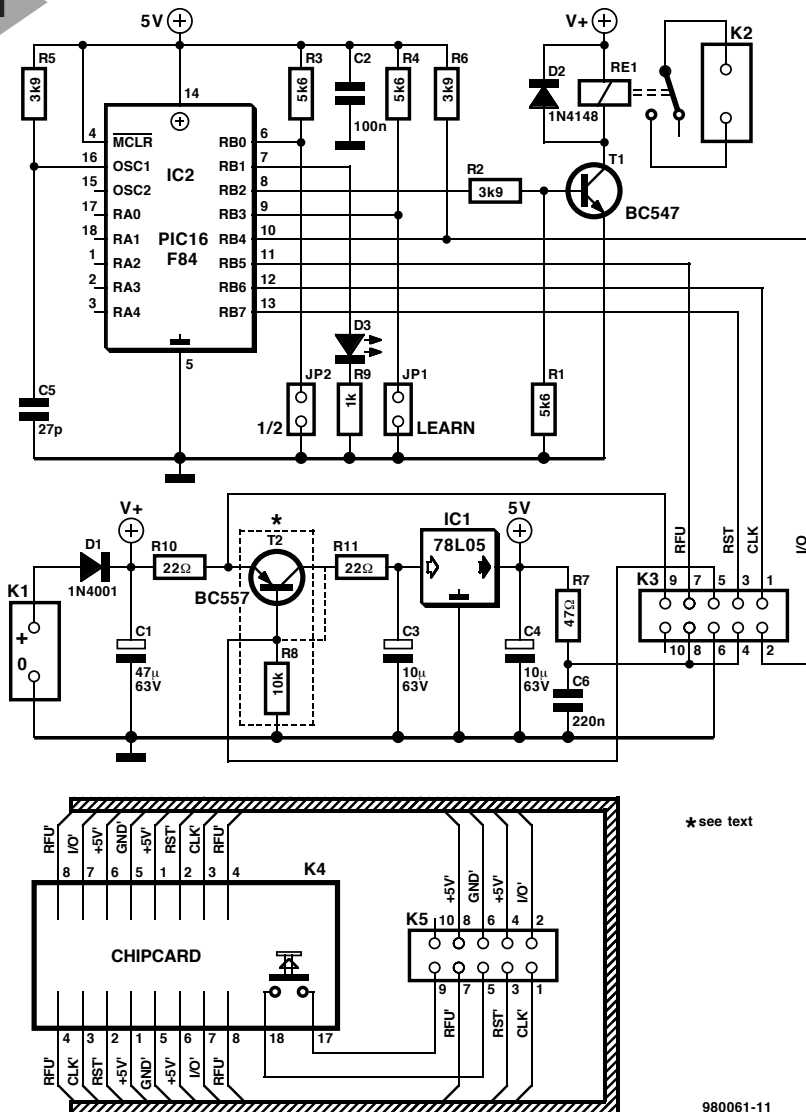 5V
V+
K2
R5
3k9
R3
5k6
C2
100n
R4
5k6
R6
3k9
D2
1N4148
RE1
14
4 MCLR
16 OSC1
15 OSC2
17 RA0
18 RA1
1 RA2
2 RA3
3 RA4
IC2
PIC16
F84
RB0 6
RB1 7
RB2 8
RB3 9
RB4 10
RB5 11
RB6 12
RB7 13
5
R2
3k9
T1
BC547
C5
27p
JP2
1/2
D3
R9
1k
JP1
LEARN
R1
5k6
V+
D1
1N4001
K1
+
0
R10
22Ω
C1
47μ
63V
*
T2
BC557
R8
10k
R11
22Ω
C3
10μ
63V
IC1
78L05
5V
C4
10μ
63V
R7
47Ω
C6
220n
RFU
RST
CLK
I/O
K3
9 7 5 3 1
10 8 6 4 2
* see text
RFU' I/O' +5V' GND' +5V' RST' CLK' RFU'
8 7 6 5 1 2 3 4
K4
CHIPCARD
4 3 2 1 5 6 7 8 18 17
RFU' CLK' RST' +5V' GND' +5V' I/O' RFU'
+5V' GND' +5V' I/O'
K5
10 8 6 4 2
9 7 5 3 1
RFU' RST' CLK'
980061-11